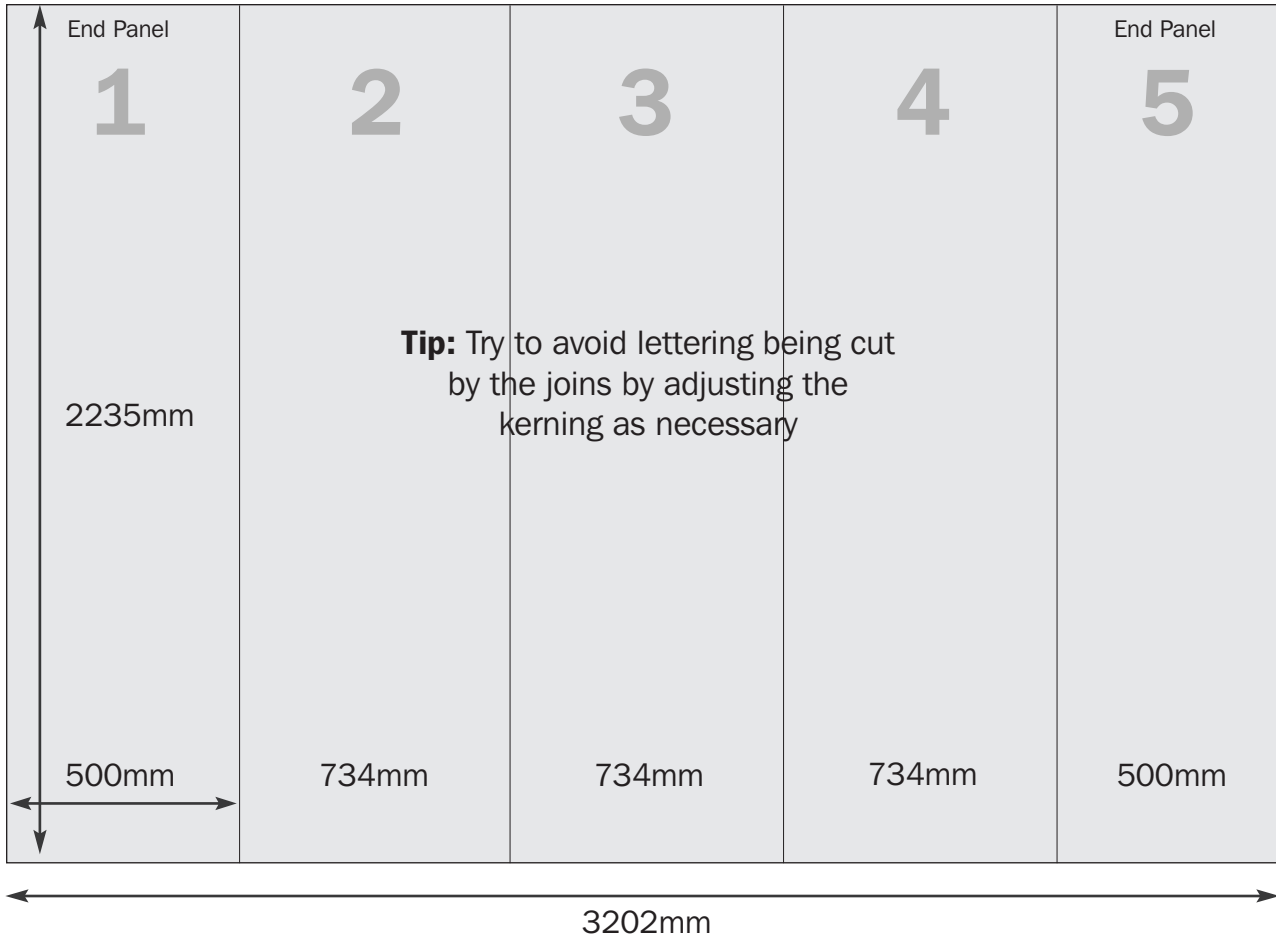 End Panel
End Panel
1
2
3
4
5
Tip: Try to avoid lettering being cut
by the joins by adjusting the
kerning as necessary
2235mm
500mm
734mm
734mm
734mm
500mm
3202mm